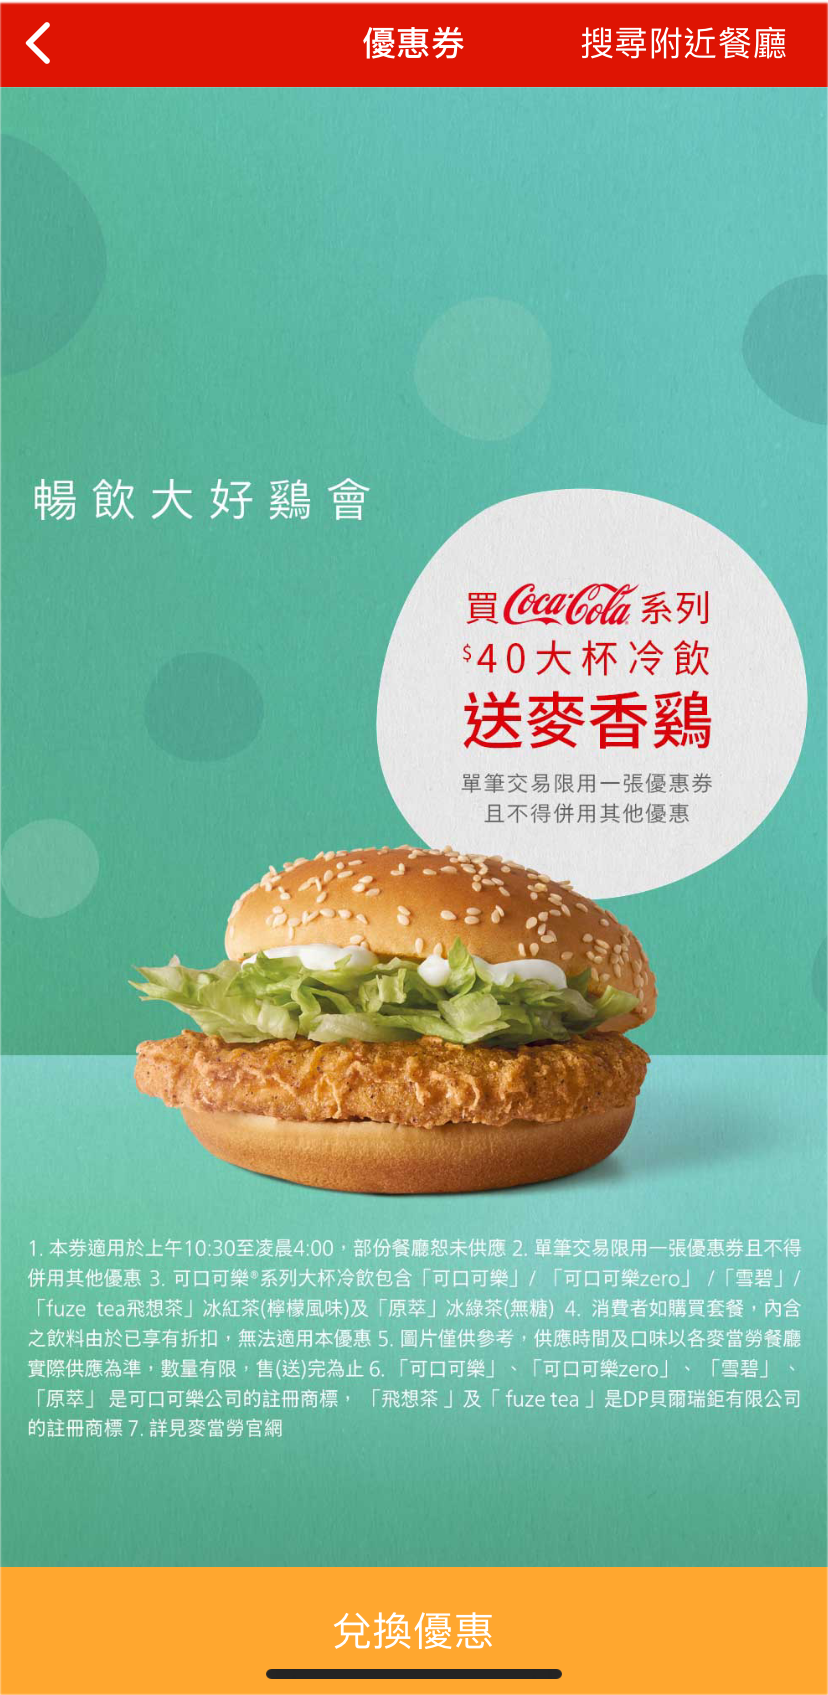 優惠券
搜尋附近餐廳
暢飲大好鷄會
買Coca-Cola系列
$40大杯冷飲
送麥香鷄
單筆交易限用一張優惠券
且不得併用其他優惠
1. 本券適用於上午10:30至凌晨4:00，部份餐廳恕未供應 2. 單筆交易限用一張優惠券且不得
併用其他優惠 3. 可口可樂®系列大杯冷飲包含「可口可樂」/ 「可口可樂zero」 /「雪碧」/
「fuze tea飛想茶」冰紅茶(檸檬風味)及「原萃」冰綠茶(無糖) 4. 消費者如購買套餐，內含
之飲料由於已享有折扣，無法適用本優惠 5. 圖片僅供參考，供應時間及口味以各麥當勞餐廳
實際供應為準，數量有限，售(送)完為止 6. 「可口可樂」、「可口可樂zero」、 「雪碧」 、
「原萃」 是可口可樂公司的註冊商標， 「飛想茶 」及「 fuze tea 」是DP貝爾瑞鉅有限公司
的註冊商標 7. 詳見麥當勞官網
兌換優惠